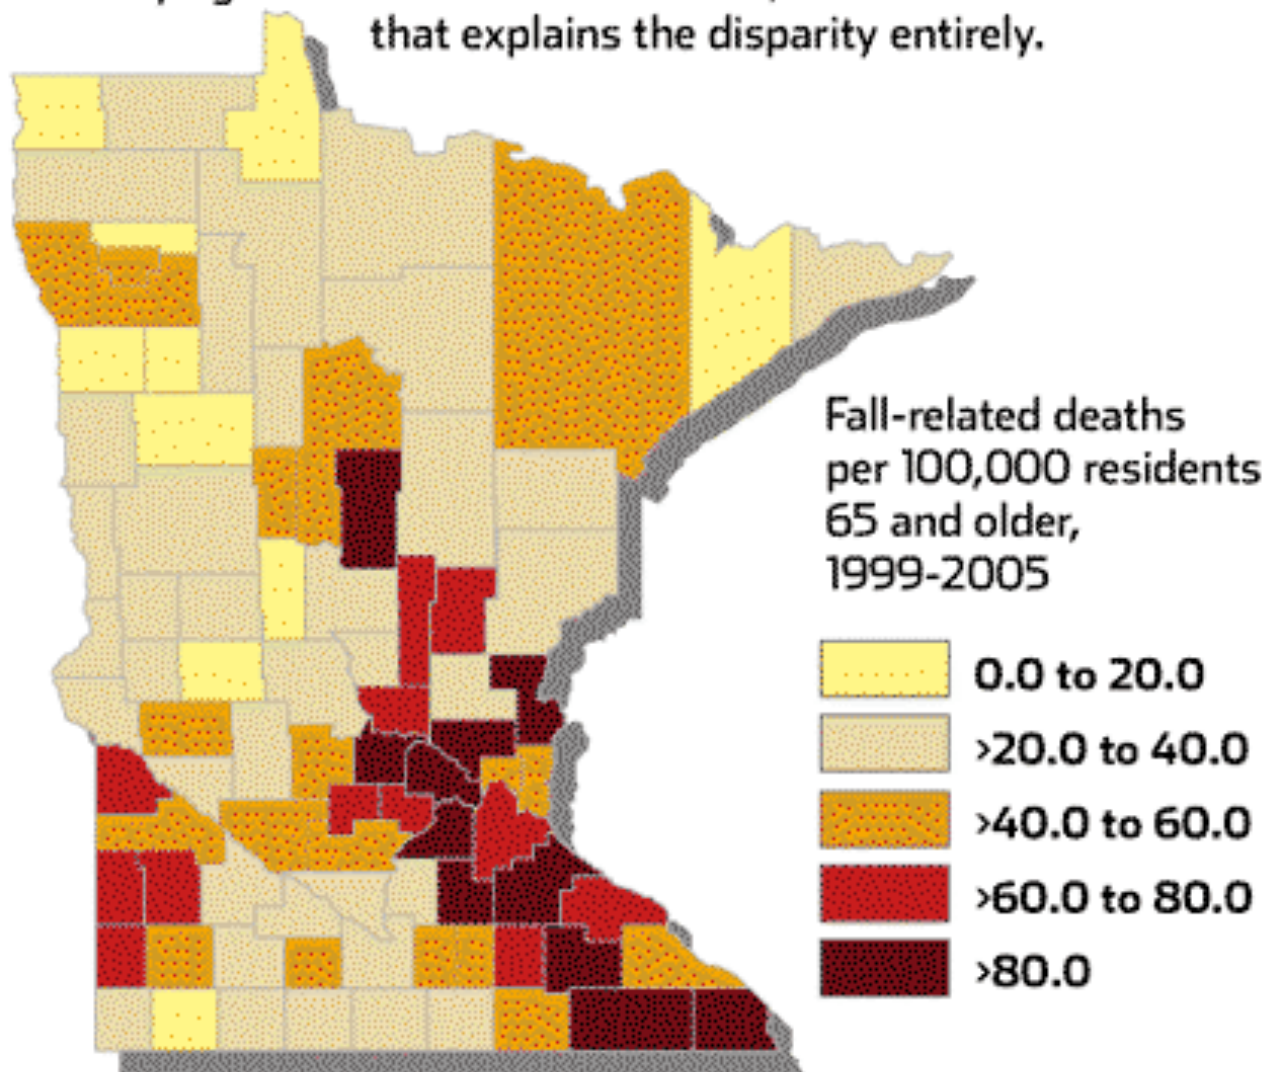 that explains the disparity entirely.
Fall-related deaths
per 100,000 residents
65 and older,
1999-2005
0.0 to 20.0
>20.0 to 40.0
>40.0 to 60.0
>60.0 to 80.0
>80.0